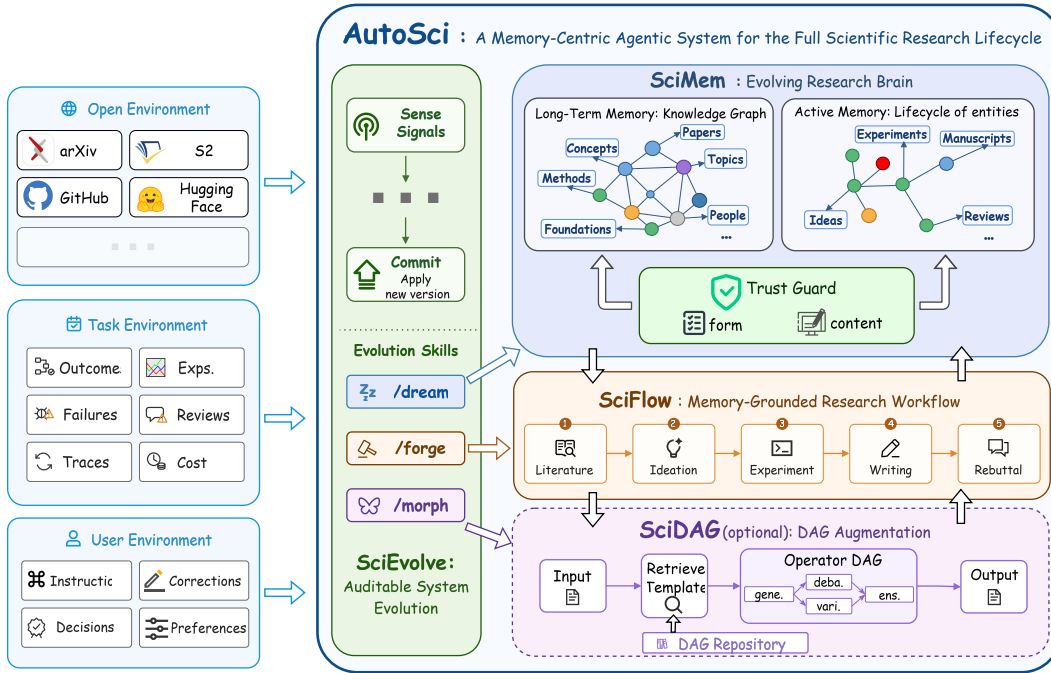 AutoSci : A Memory-Centric Agentic System for the Full Scientific Research Lifecycle
Open Environment
arXiv
S2
GitHub
Hugging
Face
Task Environment
Outcome
Exps.
Failures
Reviews
Traces
Cost
User Environment
Instructic
Corrections
Decisions
Preferences
Sense
Signals
Commit
Apply
new version
Evolution Skills
/dream
/forge
/morph
SciEvolve:
Auditable System
Evolution
SciMem : Evolving Research Brain
Long-Term Memory: Knowledge Graph
Papers
Concepts
Topics
Methods
People
Foundations
...
Active Memory: Lifecycle of entities
Experiments
Manuscripts
Ideas
Reviews
...
Trust Guard
form
content
SciFlow : Memory-Grounded Research Workflow
1
2
3
4
5
Literature
Ideation
Experiment
Writing
Rebuttal
SciDAG (optional): DAG Augmentation
Input
Retrieve
Template
Operator DAG
gene.
deba.
vari.
ens.
Output
DAG Repository